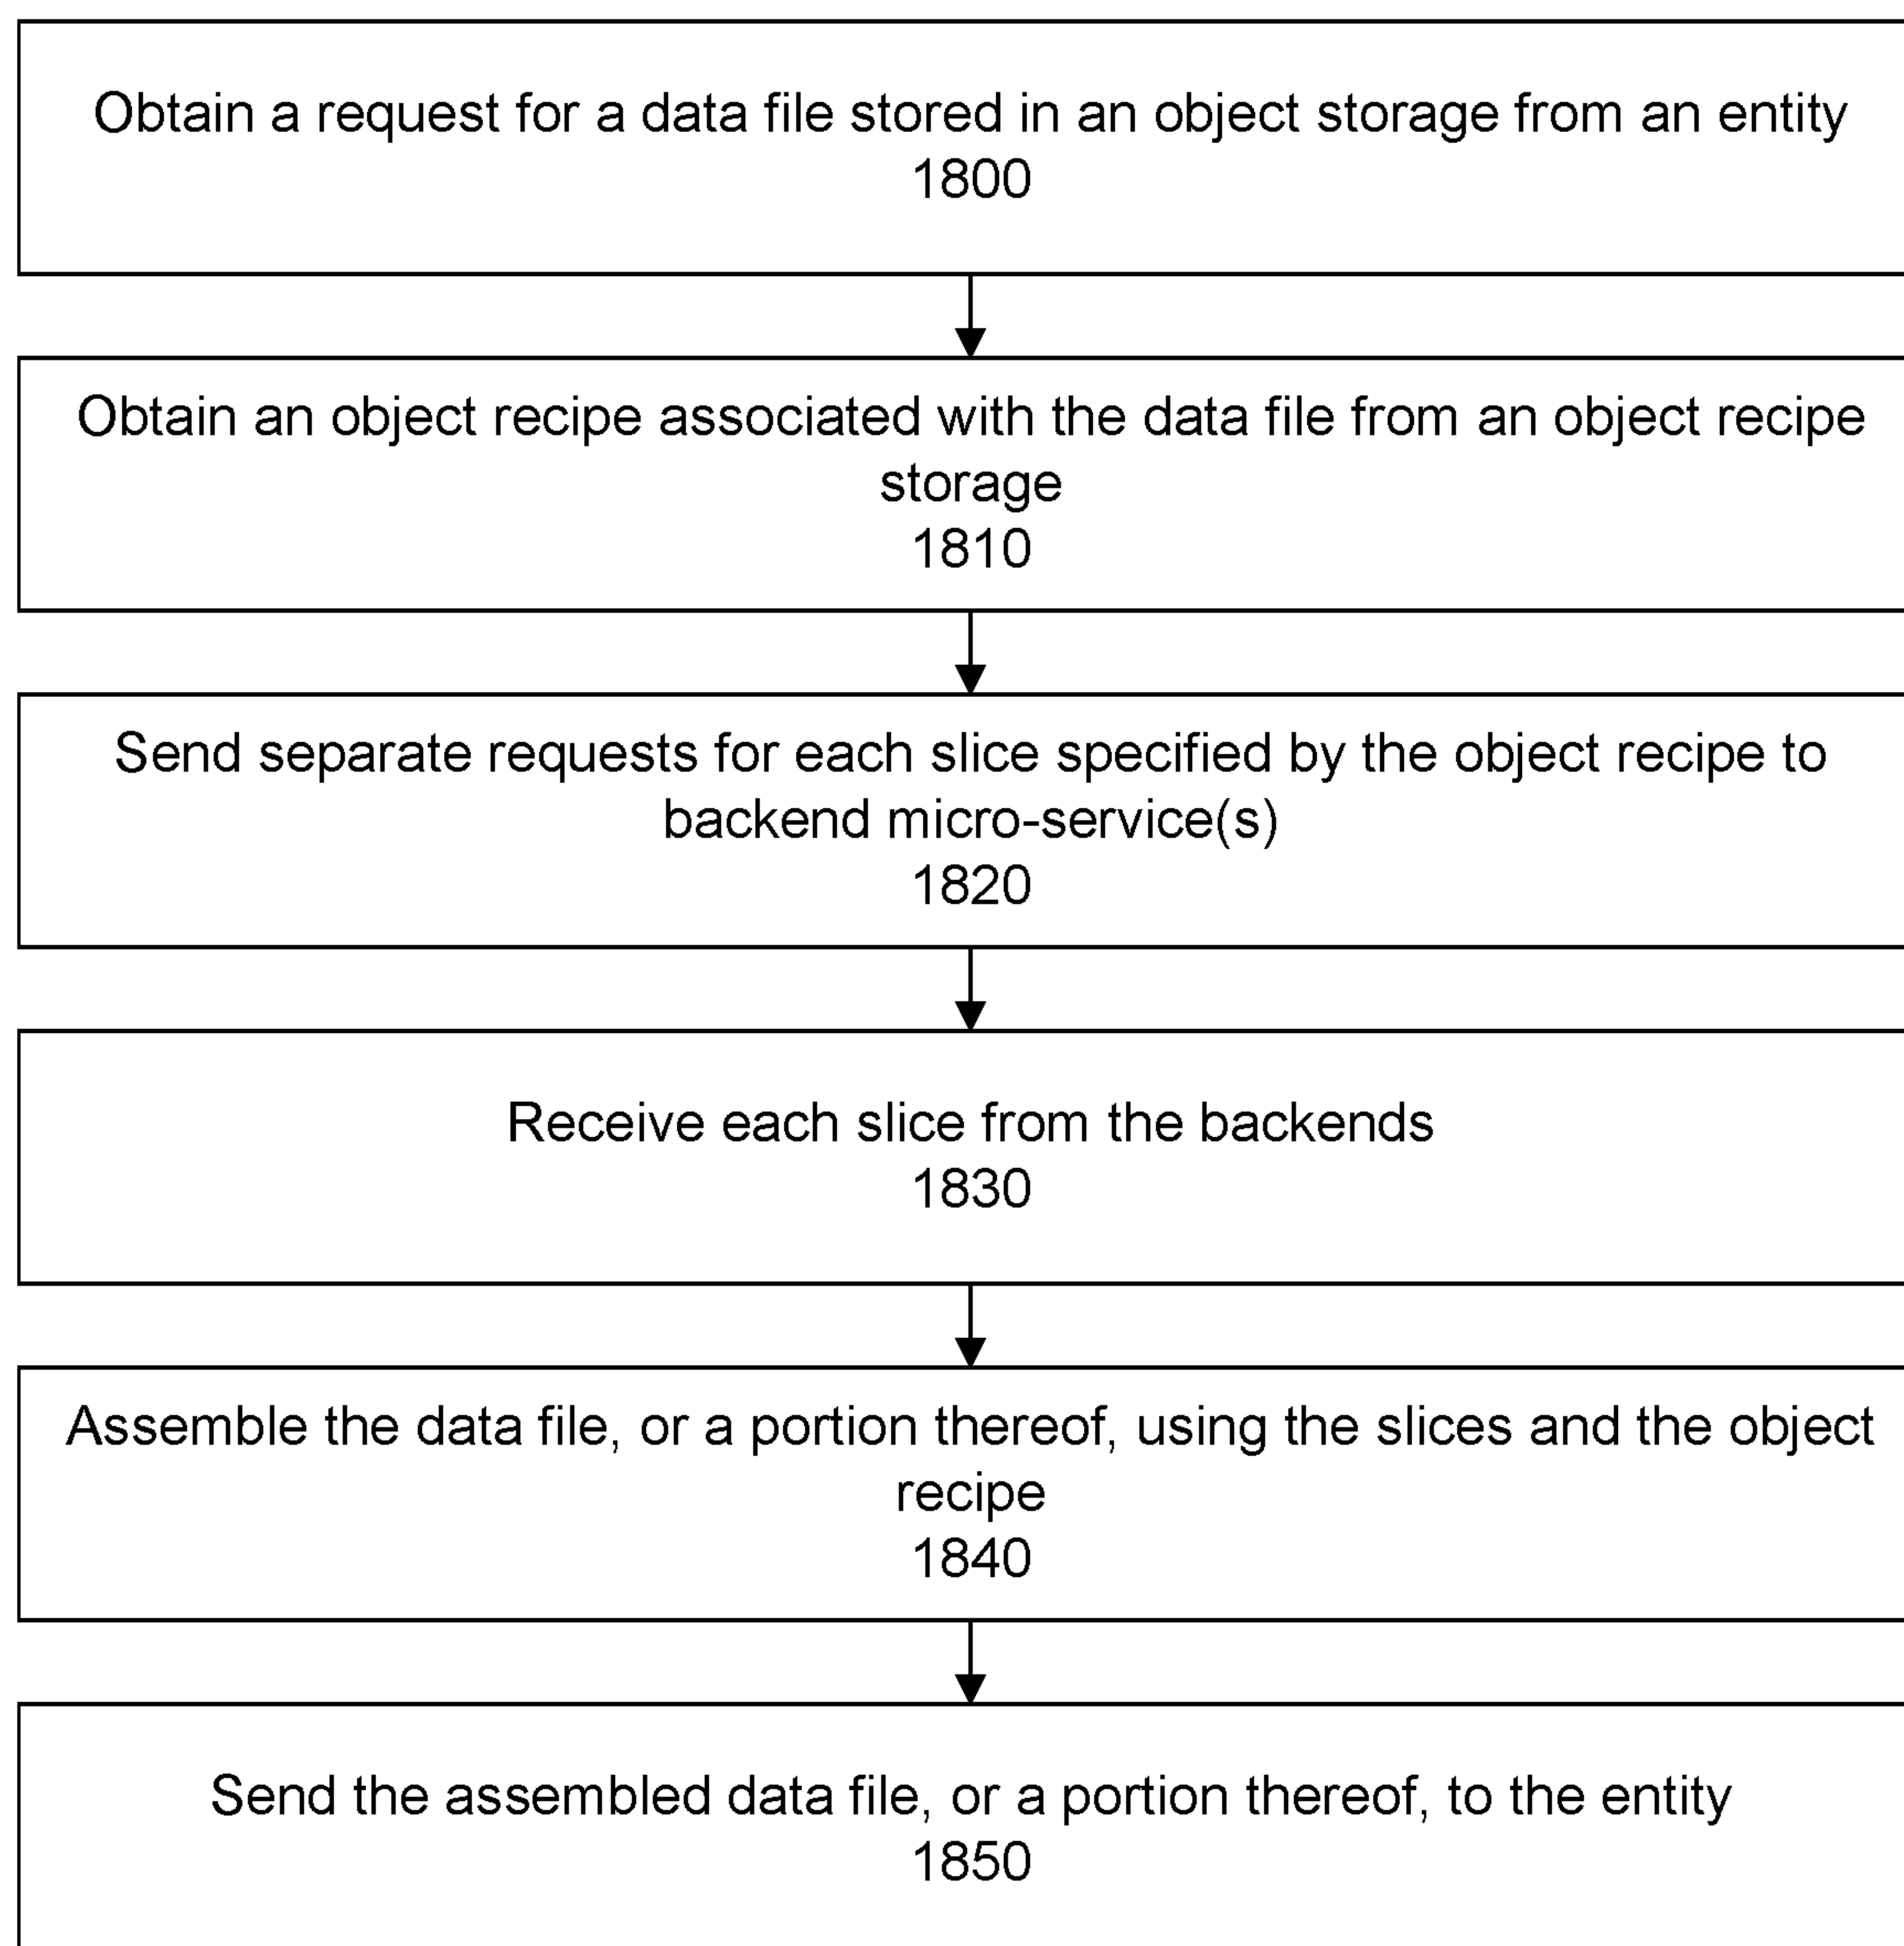 Obtain a request for a data file stored in an object storage from an entity
1800
Obtain an object recipe associated with the data file from an object recipe
storage
1810
Send separate requests for each slice specified by the object recipe to
backend micro-service(s)
1820
Receive each slice from the backends
1830
Assemble the data file, or a portion thereof, using the slices and the object
recipe
1840
Send the assembled data file, or a portion thereof, to the entity
1850